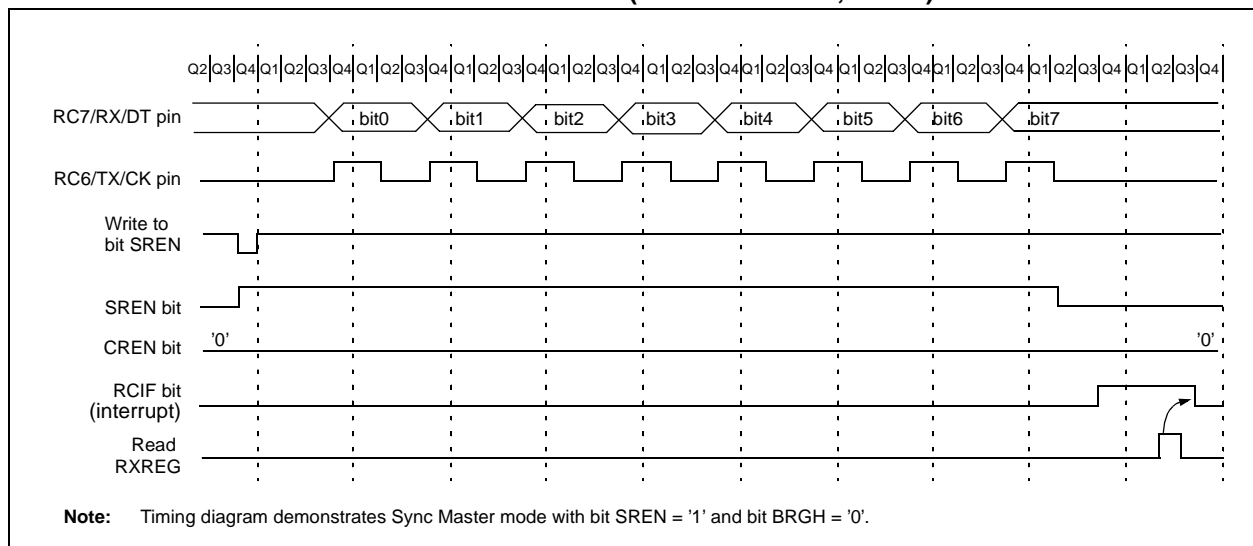 Q2 Q3 Q4 Q1 Q2 Q3 Q4 Q1 Q2 Q3 Q4 Q1 Q2 Q3 Q4 Q1 Q2 Q3 Q4 Q1 Q2 Q3 Q4 Q1 Q2 Q3 Q4 Q1 Q2 Q3 Q4 Q1 Q2 Q3 Q4 Q1 Q2 Q3 Q4 Q1 Q2 Q3 Q4
RC7/RX/DT pin bit0 bit1 bit2 bit3 bit4 bit5 bit6 bit7
RC6/TX/CK pin
Write to
bit SREN
SREN bit
CREN bit '0' '0'
RCIF bit
(interrupt)
Read
RXREG
Note: Timing diagram demonstrates Sync Master mode with bit SREN = '1' and bit BRGH = '0'.